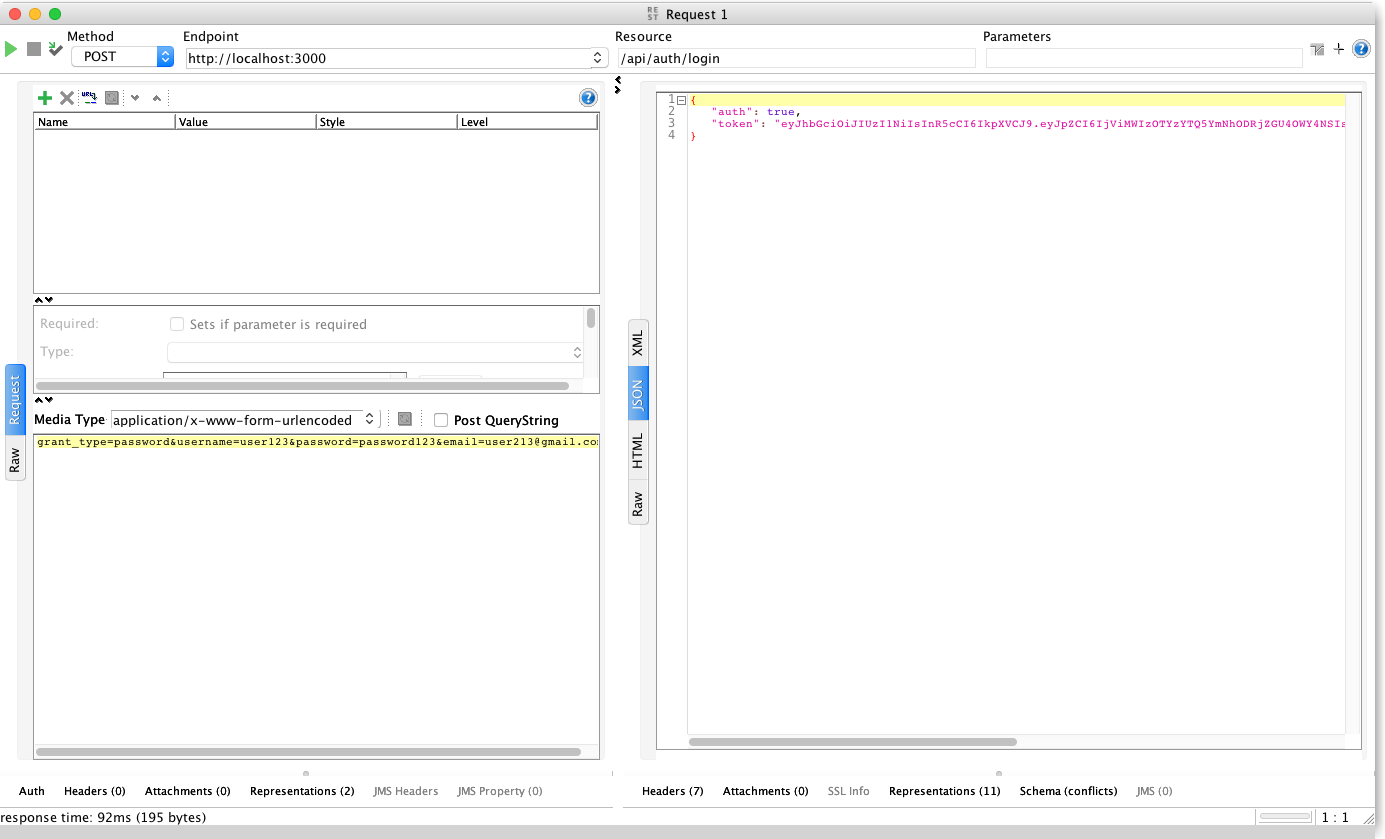 REST Request 1
Method Endpoint Resource Parameters
POST http://localhost:3000 /api/auth/login
Name Value Style Level
Required: Sets if parameter is required
Type:
Media Type application/x-www-form-urlencoded Post QueryString
grant_type=password&username=user123&password=password123&email=user213@gmail.co
Request
Raw
XML
JSON
HTML
Raw
1 {
2 "auth": true,
3 "token": "eyJhbGciOiJIUzI1NiIsInR5cCI6IkpXVCJ9.eyJpZCI6IjViMWIzOTYzYTQ5YmNhODRjZGU4OWY4NSIs
4 }
Auth Headers (0) Attachments (0) Representations (2) JMS Headers JMS Property (0)
Headers (7) Attachments (0) SSL Info Representations (11) Schema (conflicts) JMS (0)
response time: 92ms (195 bytes)
1 : 1